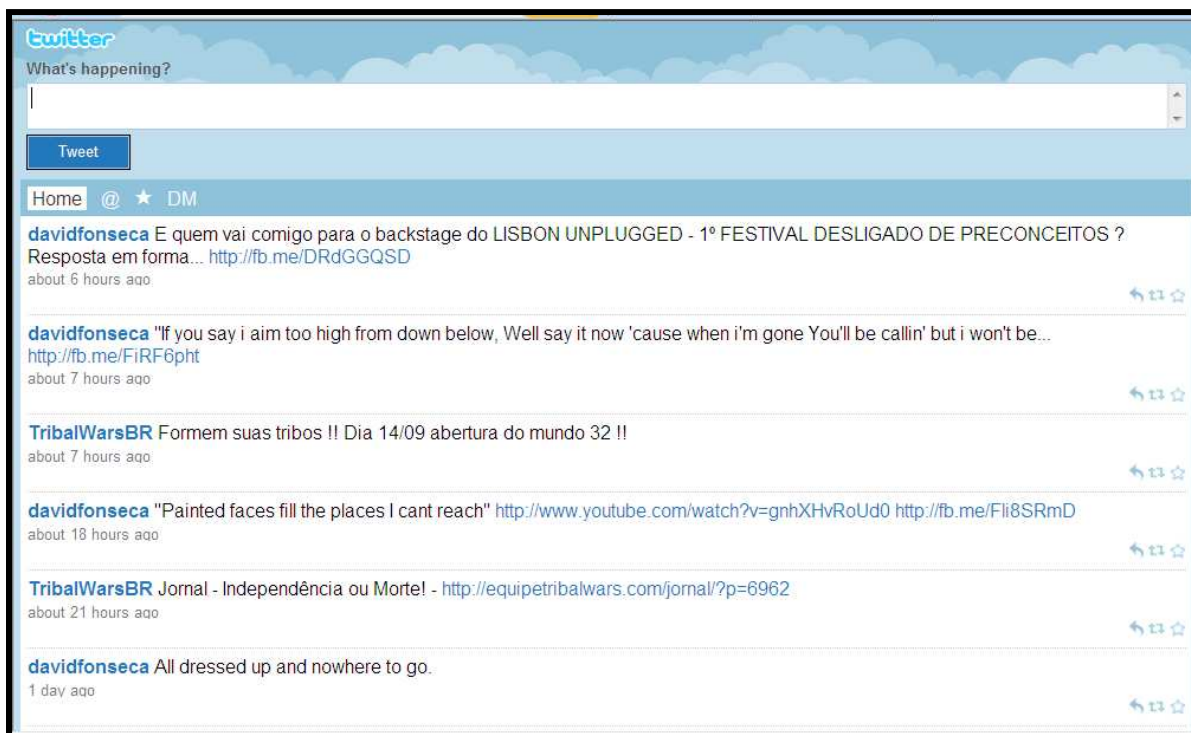 twitter
What's happening?
Tweet
Home @ ★ DM
davidfonseca E quem vai comigo para o backstage do LISBON UNPLUGGED - 1º FESTIVAL DESLIGADO DE PRECONCEITOS ?
Resposta em forma... http://fb.me/DRdGGQSD
about 6 hours ago
davidfonseca "If you say i aim too high from down below, Well say it now 'cause when i'm gone You'll be callin' but i won't be...
http://fb.me/FiRF6pht
about 7 hours ago
TribalWarsBR Formem suas tribos !! Dia 14/09 abertura do mundo 32 !!
about 7 hours ago
davidfonseca "Painted faces fill the places I cant reach" http://www.youtube.com/watch?v=gnhXHvRoUd0 http://fb.me/Fli8SRmD
about 18 hours ago
TribalWarsBR Jornal - Independência ou Morte! - http://equipetribalwars.com/jornal/?p=6962
about 21 hours ago
davidfonseca All dressed up and nowhere to go.
1 day ago